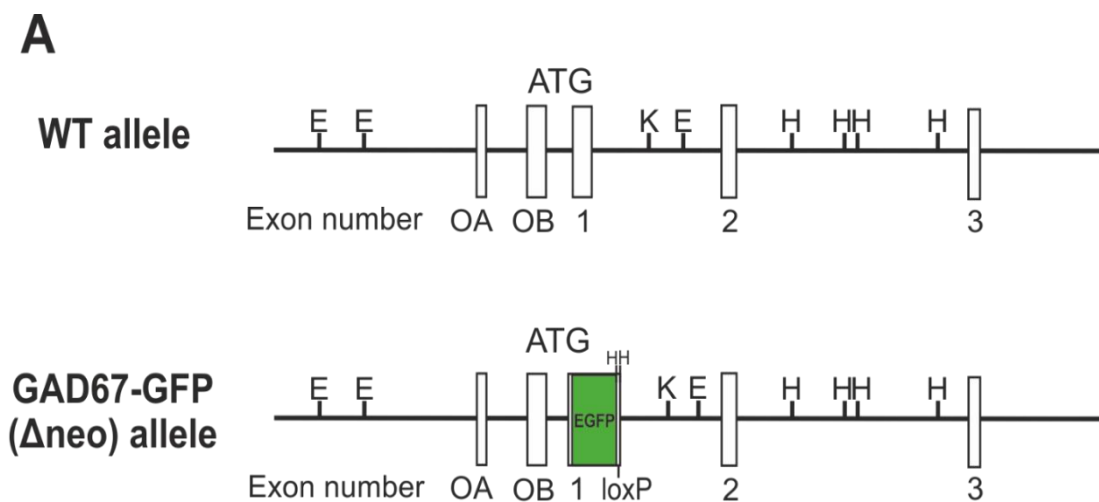 A
ATG
WT allele
E E K E H HH H
Exon number OA OB 1 2 3
ATG
HH
GAD67-GFP
(Δneo) allele
E E K E H HH H
EGFP
Exon number OA OB 1 loxP 2 3